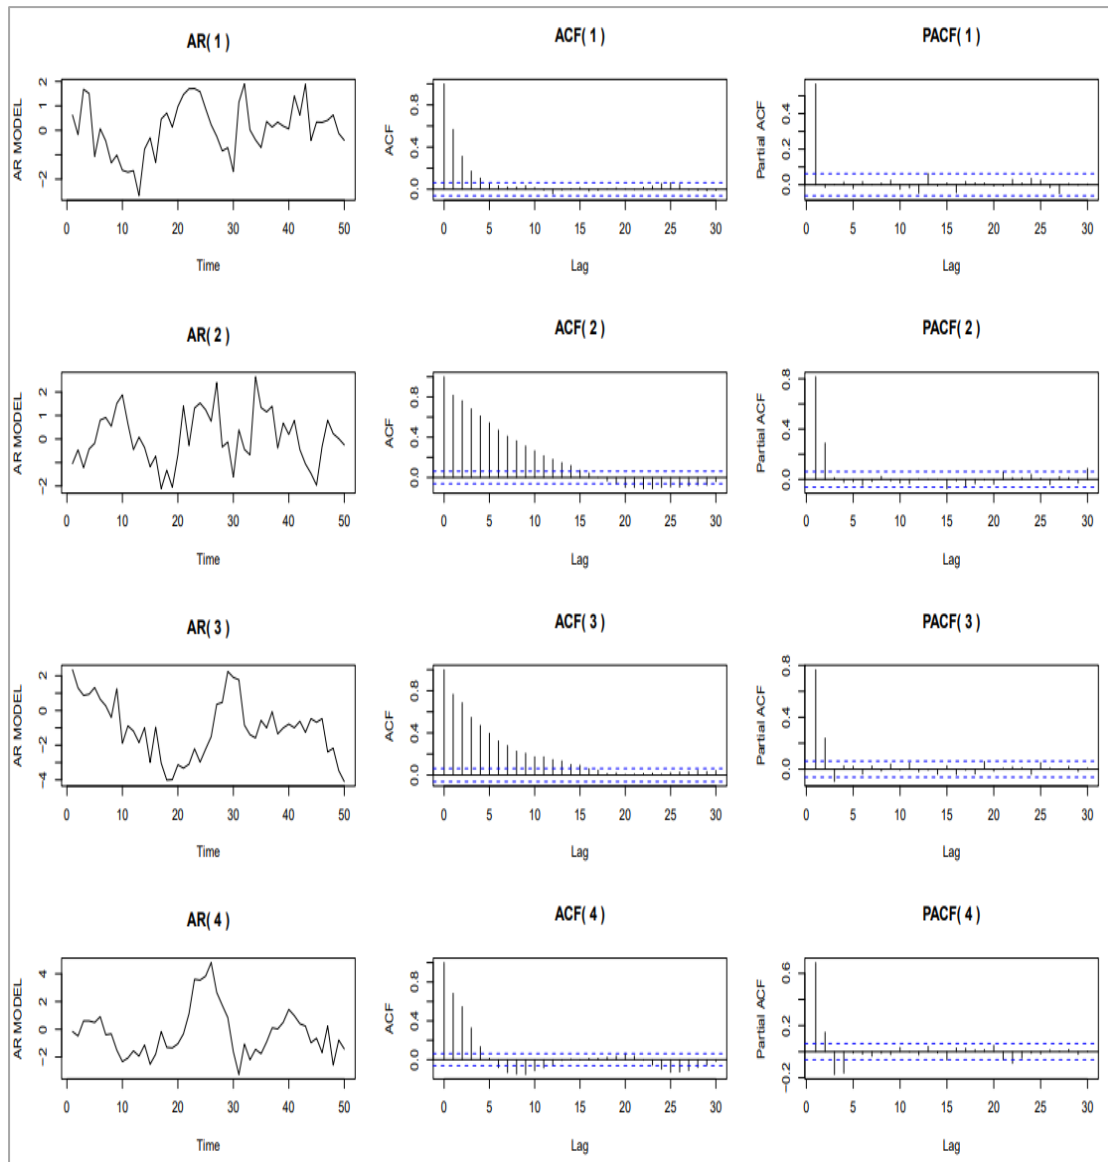 AR( 1 ) ACF( 1 ) PACF( 1 )
AR MODEL
-2 0 1 2
0 10 20 30 40 50
Time
ACF
0.0 0.4 0.8
0 5 10 15 20 25 30
Lag
Partial ACF
0.0 0.2 0.4
0 5 10 15 20 25 30
Lag
AR( 2 ) ACF( 2 ) PACF( 2 )
AR MODEL
-2 0 1 2
0 10 20 30 40 50
Time
ACF
0.0 0.4 0.8
0 5 10 15 20 25 30
Lag
Partial ACF
0.0 0.4 0.8
0 5 10 15 20 25 30
Lag
AR( 3 ) ACF( 3 ) PACF( 3 )
AR MODEL
-4 -2 0 2
0 10 20 30 40 50
Time
ACF
0.0 0.4 0.8
0 5 10 15 20 25 30
Lag
Partial ACF
0.0 0.4 0.8
0 5 10 15 20 25 30
Lag
AR( 4 ) ACF( 4 ) PACF( 4 )
AR MODEL
-2 0 2 4
0 10 20 30 40 50
Time
ACF
0.0 0.4 0.8
0 5 10 15 20 25 30
Lag
Partial ACF
-0.2 0.2 0.6
0 5 10 15 20 25 30
Lag